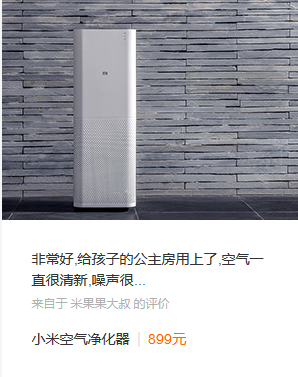 非常好,给孩子的公主房用上了,空气一
直很清新,噪声很...
来自于 米果果大叔 的评价
小米空气净化器 | 899元